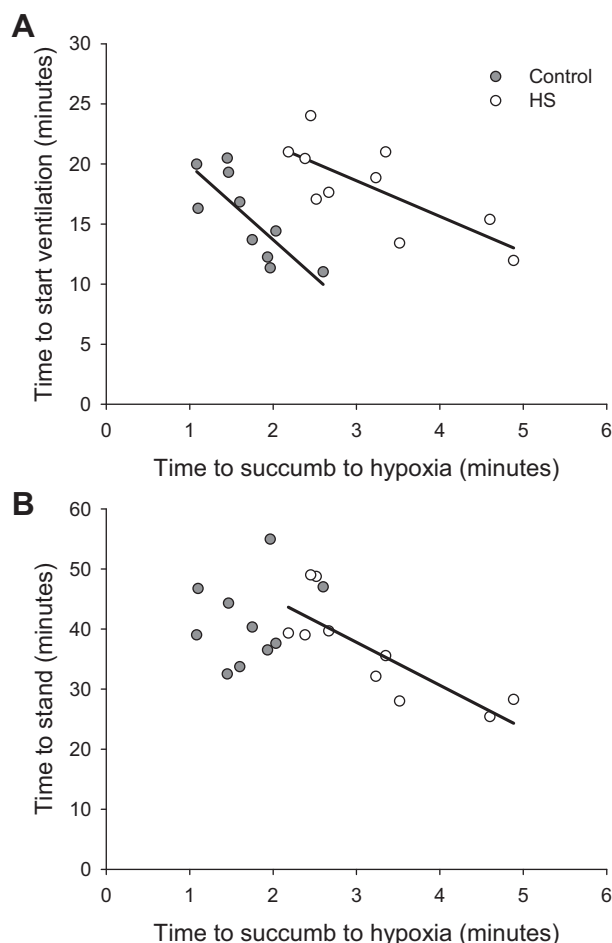 A
30
25
20
15
10
5
0
Time to start ventilation (minutes)
Control
HS
0 1 2 3 4 5 6
Time to succumb to hypoxia (minutes)
B
60
50
40
30
20
10
0
Time to stand (minutes)
0 1 2 3 4 5 6
Time to succumb to hypoxia (minutes)